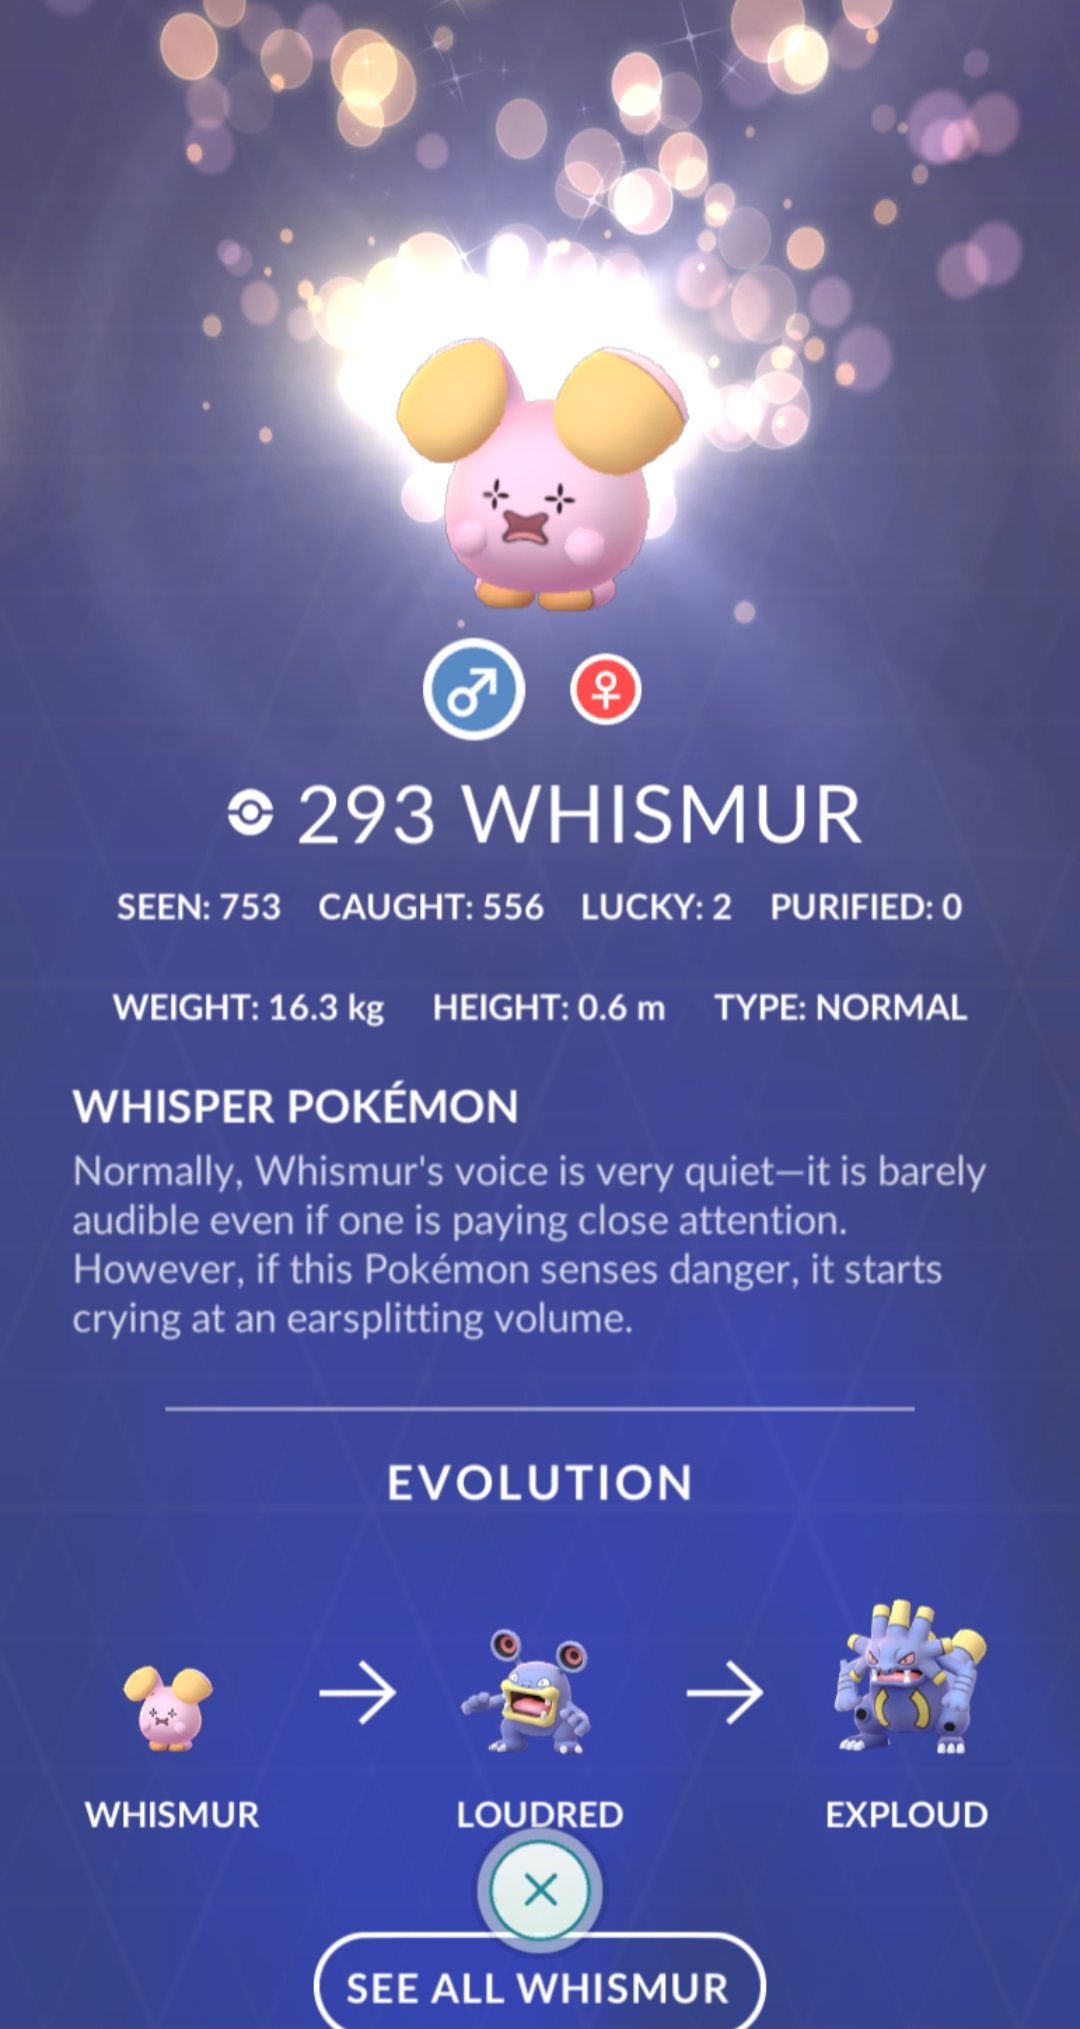 293 WHISMUR
SEEN: 753 CAUGHT: 556 LUCKY: 2 PURIFIED: 0
WEIGHT: 16.3 kg HEIGHT: 0.6 m TYPE: NORMAL
WHISPER POKÉMON
Normally, Whismur's voice is very quiet—it is barely
audible even if one is paying close attention.
However, if this Pokémon senses danger, it starts
crying at an earsplitting volume.
EVOLUTION
WHISMUR LOUDRED EXPLOUD
SEE ALL WHISMUR